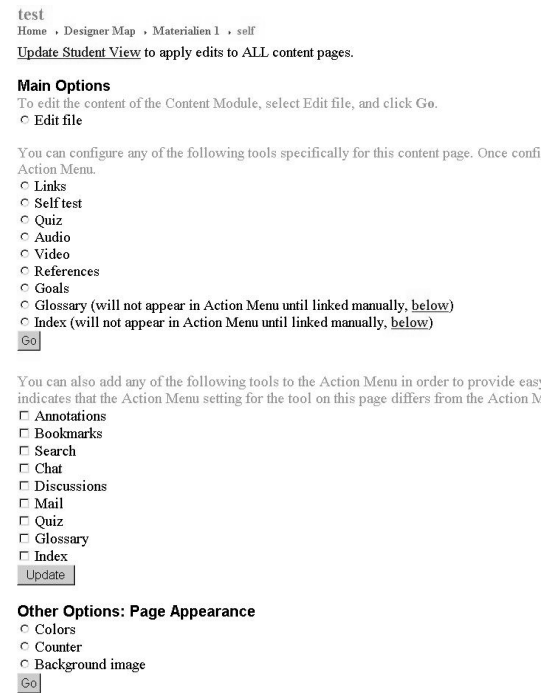 test
Home , Designer Map , Materialien 1 , self
Update Student View to apply edits to ALL content pages.
Main Options
To edit the content of the Content Module, select Edit file, and click Go.
Edit file
You can configure any of the following tools specifically for this content page. Once confi
Action Menu.
Links
Self test
Quiz
Audio
Video
References
Goals
Glossary (will not appear in Action Menu until linked manually, below)
Index (will not appear in Action Menu until linked manually, below)
Go
You can also add any of the following tools to the Action Menu in order to provide easy
indicates that the Action Menu setting for the tool on this page differs from the Action M
Annotations
Bookmarks
Search
Chat
Discussions
Mail
Quiz
Glossary
Index
Update
Other Options: Page Appearance
Colors
Counter
Background image
Go